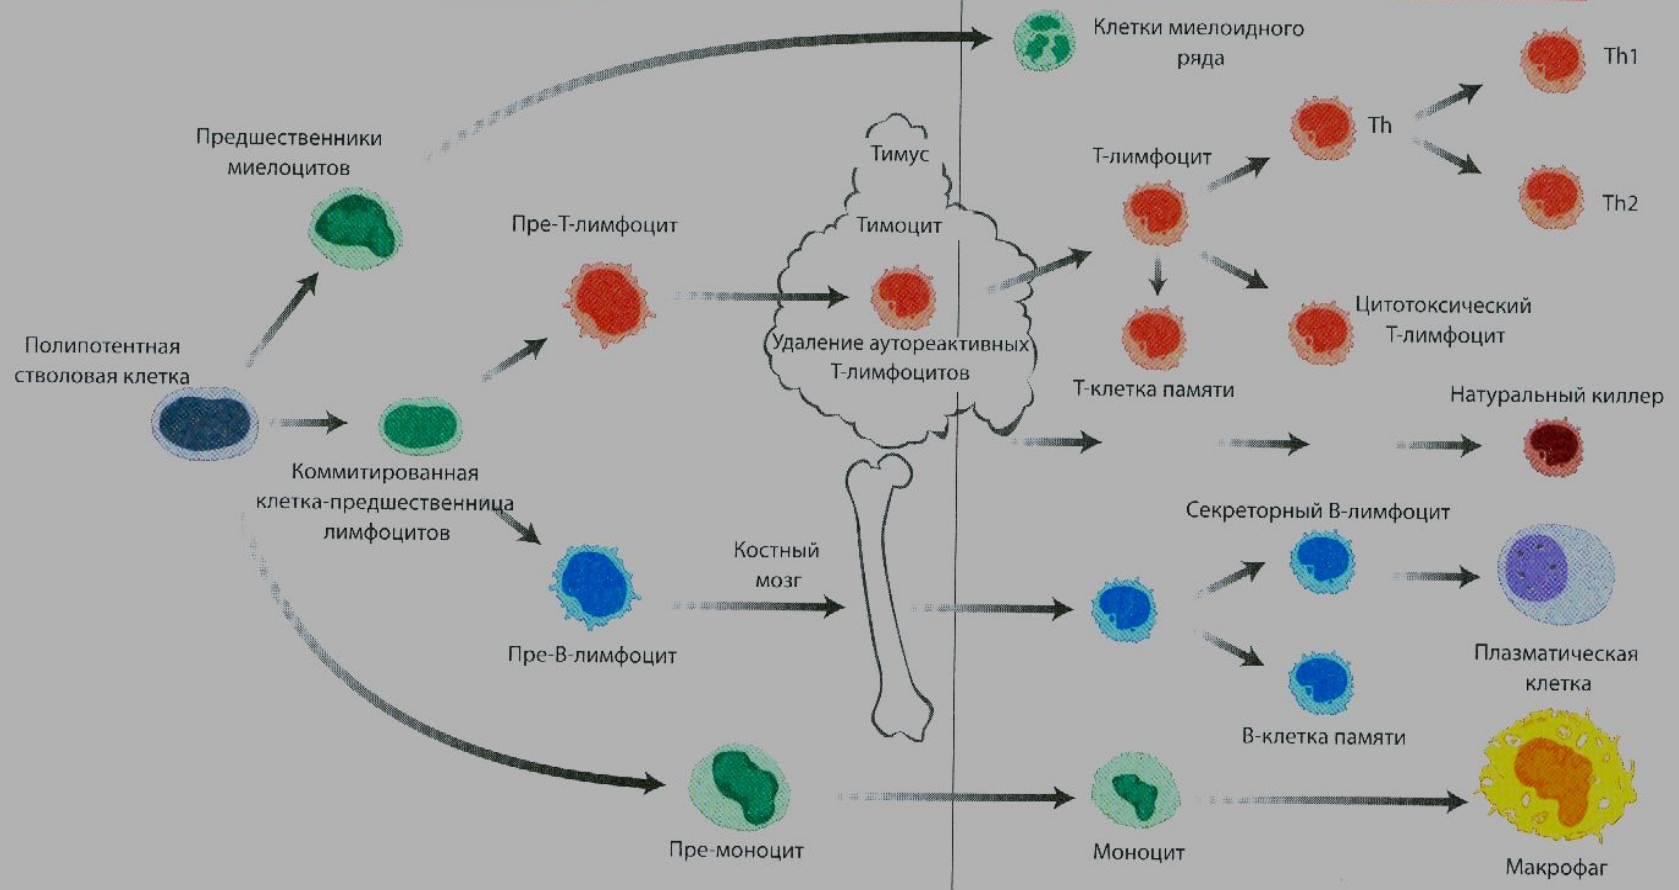 Клетки миелоидного
ряда
Th1
Предшественники
миелоцитов
Тимус
Th
Т-лимфоцит
Th2
Пре-Т-лимфоцит
Тимоцит
Полипотентная
стволовая клетка
Удаление аутореактивных
Т-лимфоцитов
Цитотоксический
Т-лимфоцит
Т-клетка памяти
Натуральный киллер
Коммитированная
клетка-предшественница
лимфоцитов
Секреторный В-лимфоцит
Костный
мозг
Пре-В-лимфоцит
Плазматическая
клетка
В-клетка памяти
Пре-моноцит
Моноцит
Макрофаг